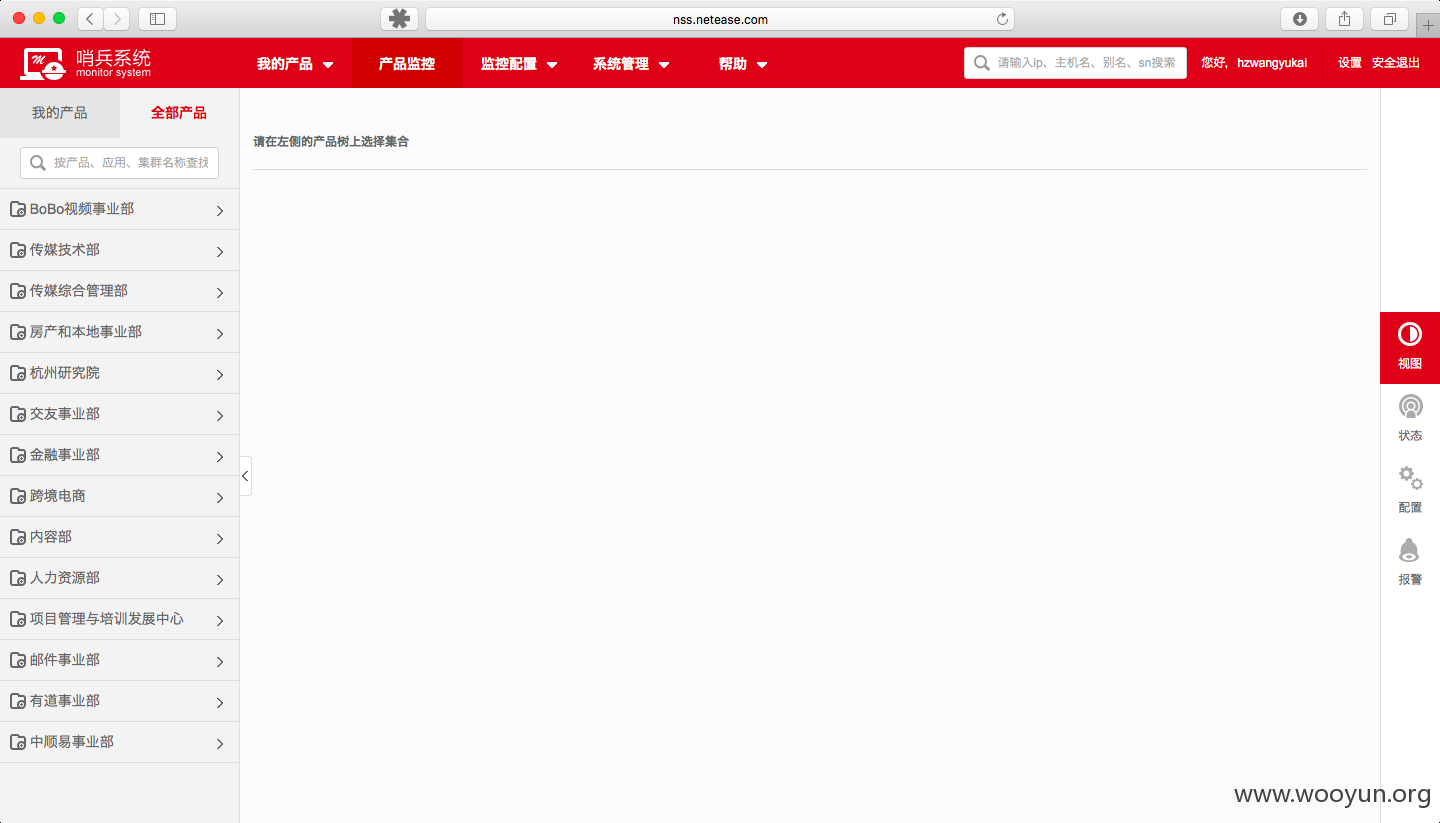 nss.netease.com
哨兵系统
monitor system
我的产品
产品监控
监控配置
系统管理
帮助
请输入ip、主机名、别名、sn搜索
您好, hzwangyukai
设置
安全退出
我的产品
全部产品
按产品、应用、集群名称查找
BoBo视频事业部
传媒技术部
传媒综合管理部
房产和本地事业部
杭州研究院
交友事业部
金融事业部
跨境电商
内容部
人力资源部
项目管理与培训发展中心
邮件事业部
有道事业部
中顺易事业部
请在左侧的产品树上选择集合
视图
状态
配置
报警
www.wooyun.org